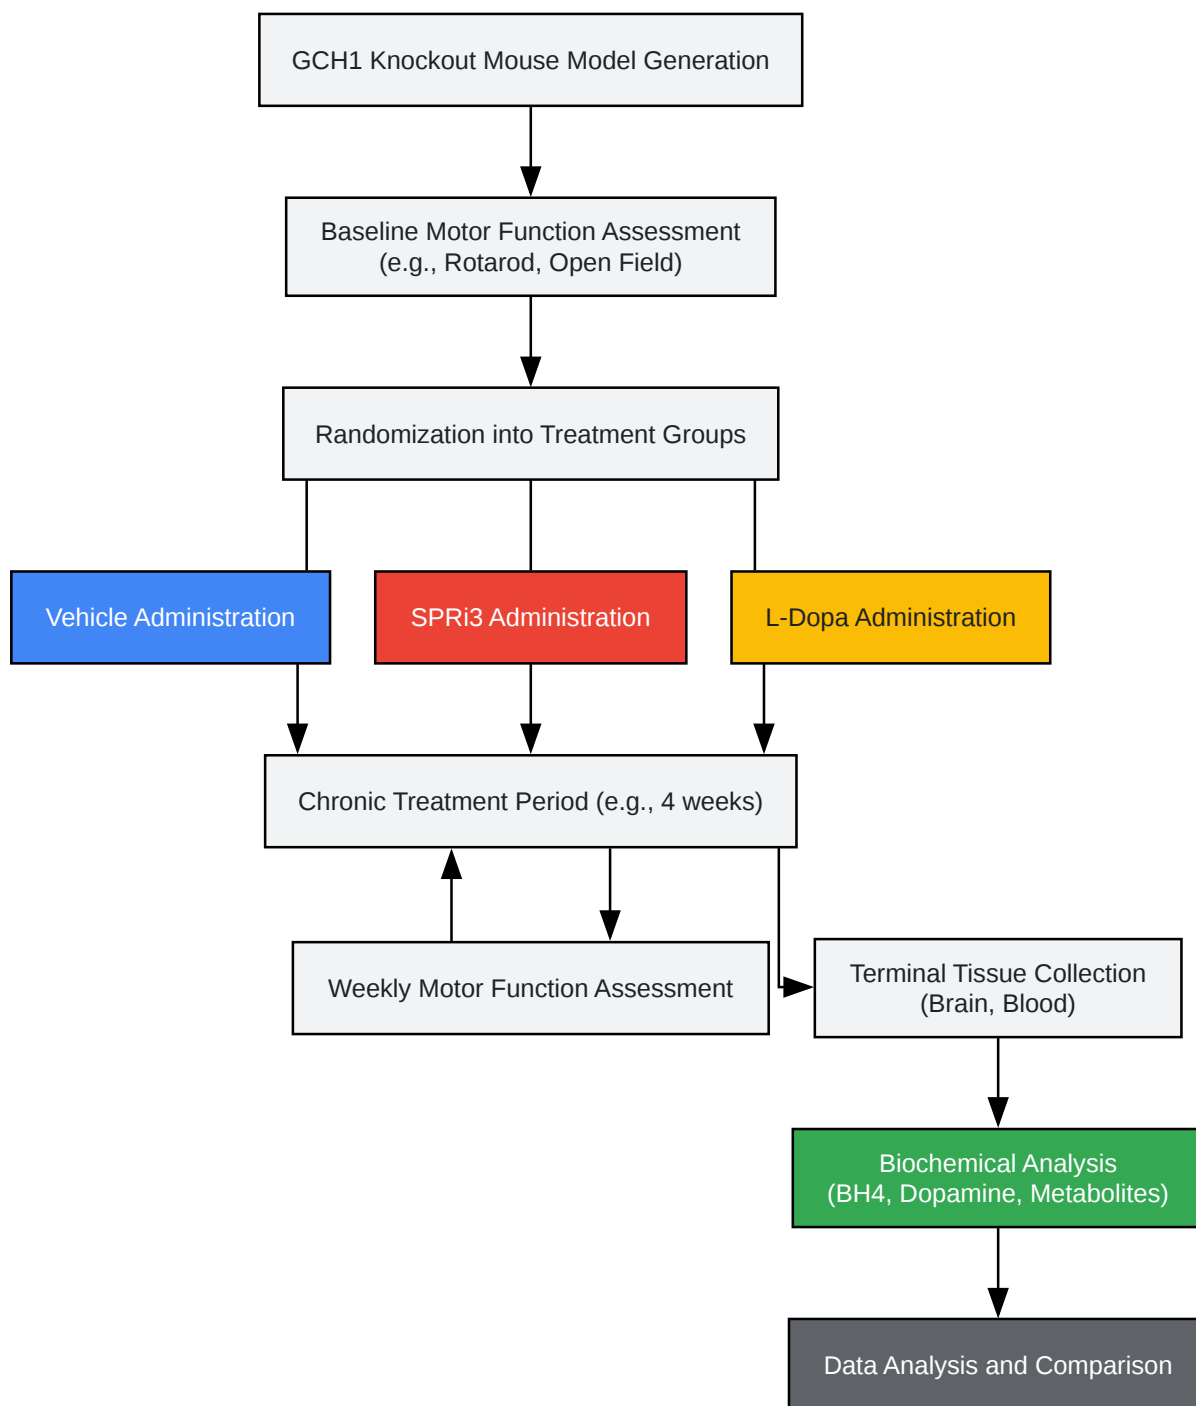 GCH1 Knockout Mouse Model Generation
Baseline Motor Function Assessment
(e.g., Rotarod, Open Field)
Randomization into Treatment Groups
Vehicle Administration
SPRi3 Administration
L-Dopa Administration
Chronic Treatment Period (e.g., 4 weeks)
Weekly Motor Function Assessment
Terminal Tissue Collection
(Brain, Blood)
Biochemical Analysis
(BH4, Dopamine, Metabolites)
Data Analysis and Comparison